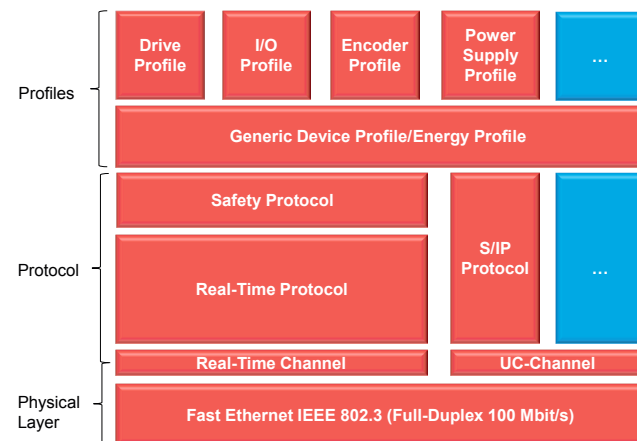 Drive
Profile
I/O
Profile
Encoder
Profile
Power
Supply
Profile
...
Profiles
Generic Device Profile/Energy Profile
Safety Protocol
S/IP
Protocol
...
Protocol
Real-Time Protocol
Real-Time Channel
UC-Channel
Physical
Layer
Fast Ethernet IEEE 802.3 (Full-Duplex 100 Mbit/s)